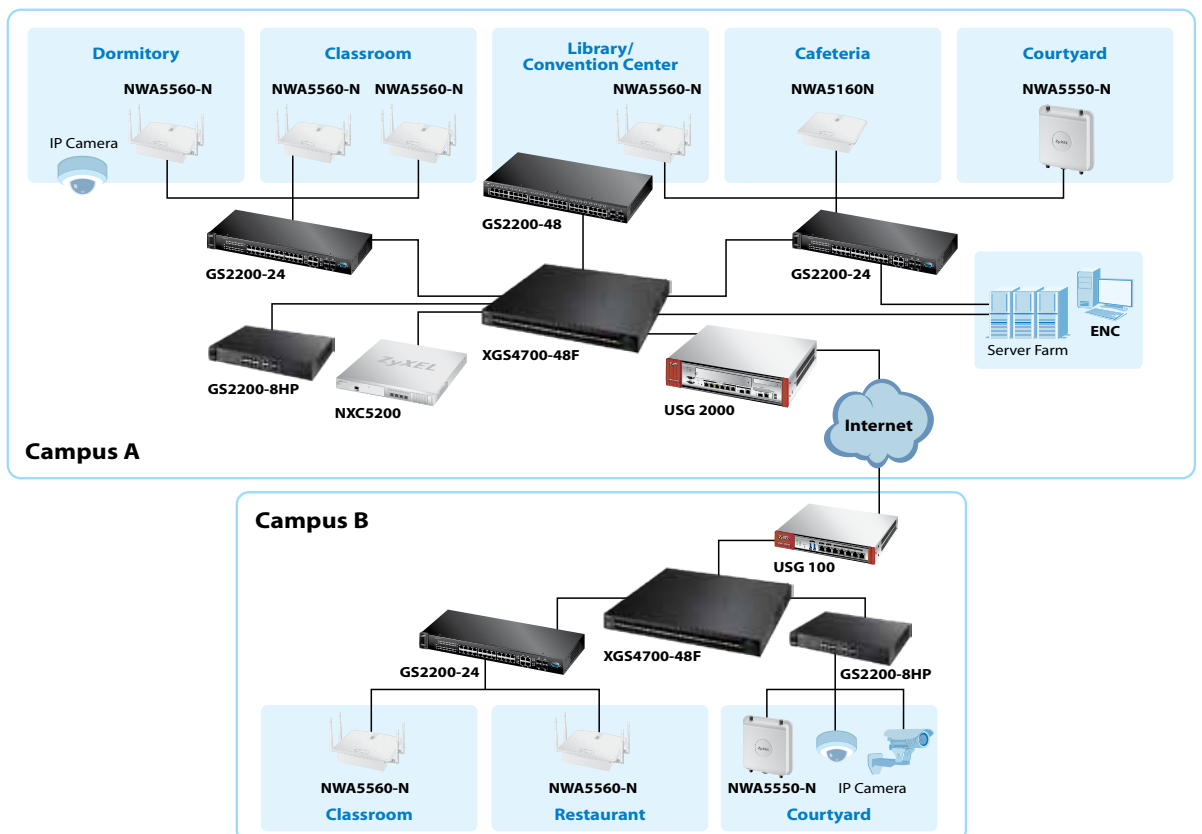 Dormitory
Classroom
Library/
Convention Center
Cafeteria
Courtyard
NWA5560-N
NWA5560-N
NWA5560-N
NWA5560-N
NWA5160N
NWA5550-N
IP Camera
ZyXEL
GS2200-48
GS2200-24
GS2200-24
ENC
Server Farm
XGS4700-48F
GS2200-8HP
ZyXEL
NXC5200
USG 2000
Internet
Campus A
Campus B
USG 100
XGS4700-48F
GS2200-24
GS2200-8HP
ZyXEL
NWA5560-N
NWA5560-N
NWA5550-N
IP Camera
Classroom
Restaurant
Courtyard